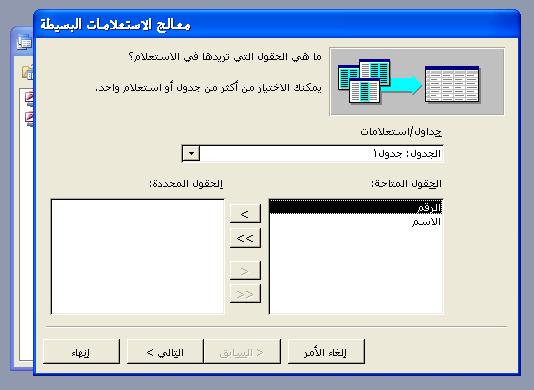 معالج الاستعلامات البسيطة
ما هي الحقول التي تريدها في الاستعلام؟
يمكنك الاختيار من أكثر من جدول أو استعلام واحد.
جداول/استعلامات
الجدول: جدول١
الحقول المتاحة:
الحقول المحددة:
الرقم
الاسم
>
>>
<
<<
إلغاء الأمر
< السابق
التالي >
إنهاء